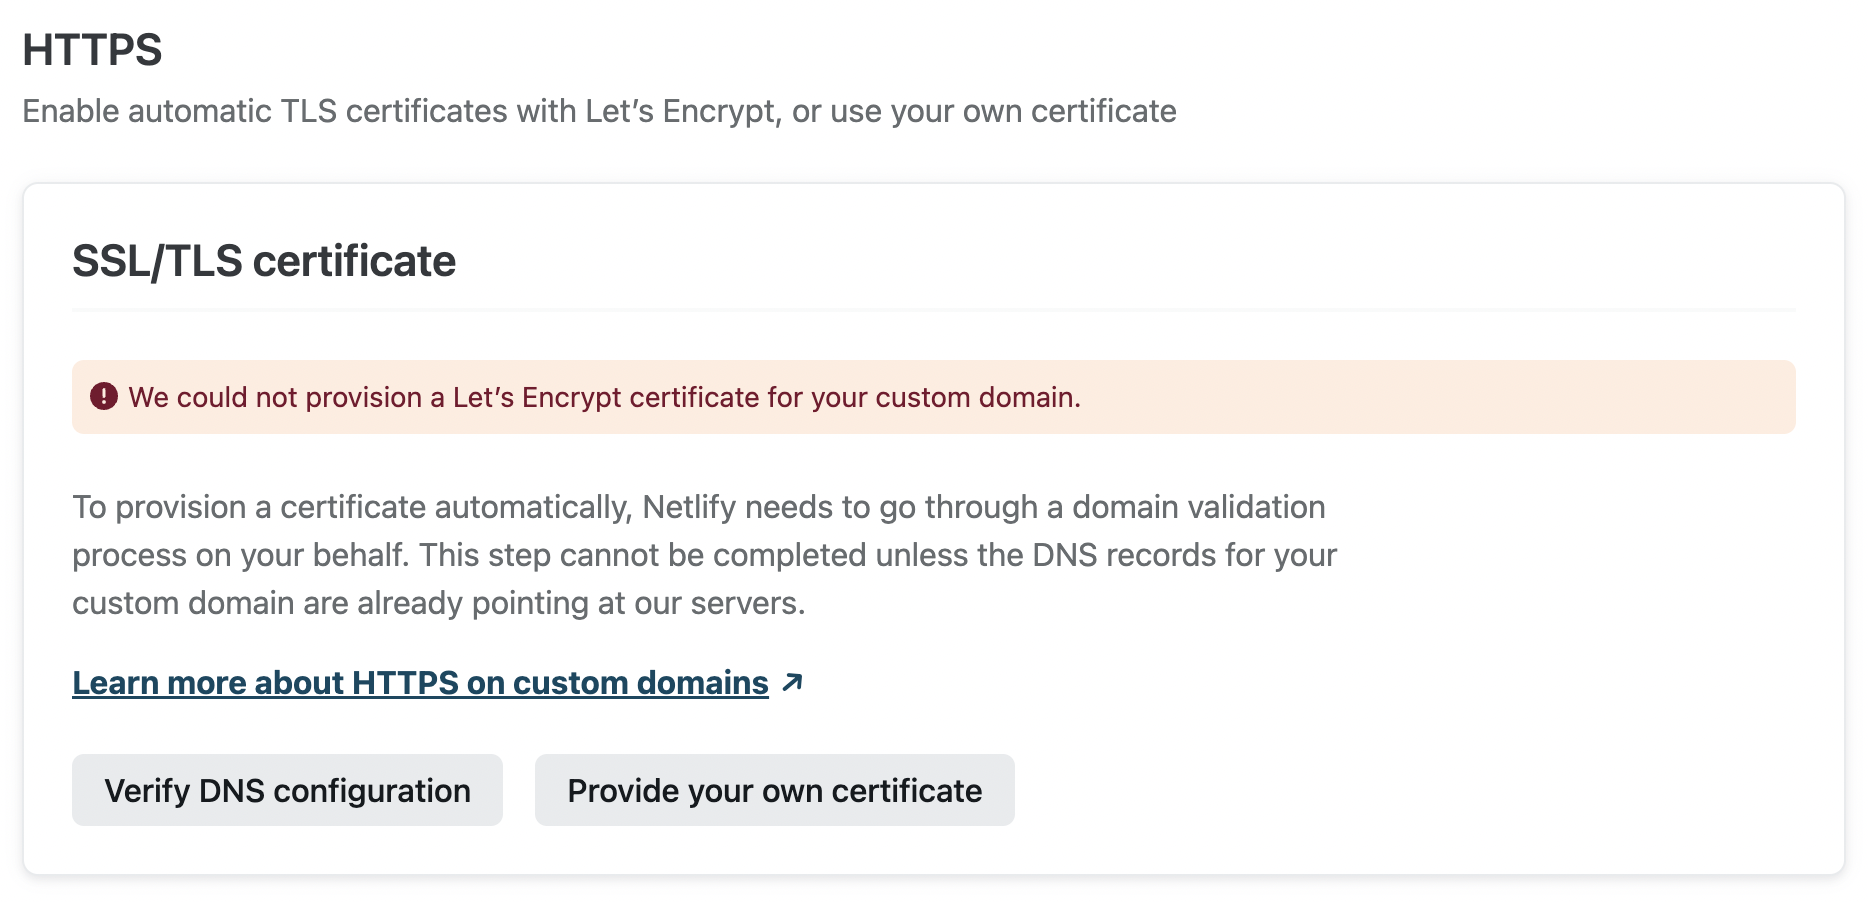 HTTPS
Enable automatic TLS certificates with Let’s Encrypt, or use your own certificate
SSL/TLS certificate
We could not provision a Let’s Encrypt certificate for your custom domain.
To provision a certificate automatically, Netlify needs to go through a domain validation
process on your behalf. This step cannot be completed unless the DNS records for your
custom domain are already pointing at our servers.
Learn more about HTTPS on custom domains
Verify DNS configuration
Provide your own certificate